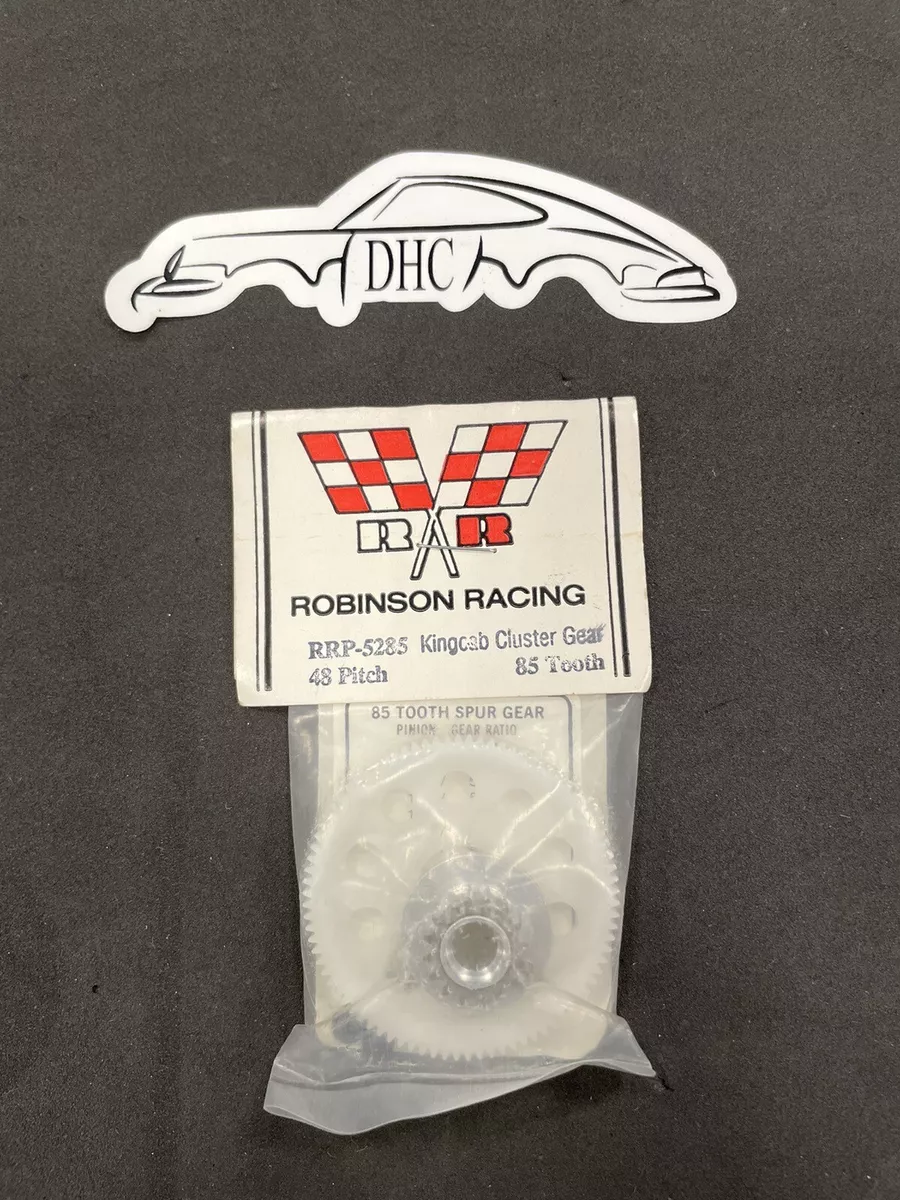 DHC
R R
ROBINSON RACING
RRP-5285 Kingcab Cluster Gear
48 Pitch 85 Tooth
85 TOOTH SPUR GEAR
PINION GEAR RATIO